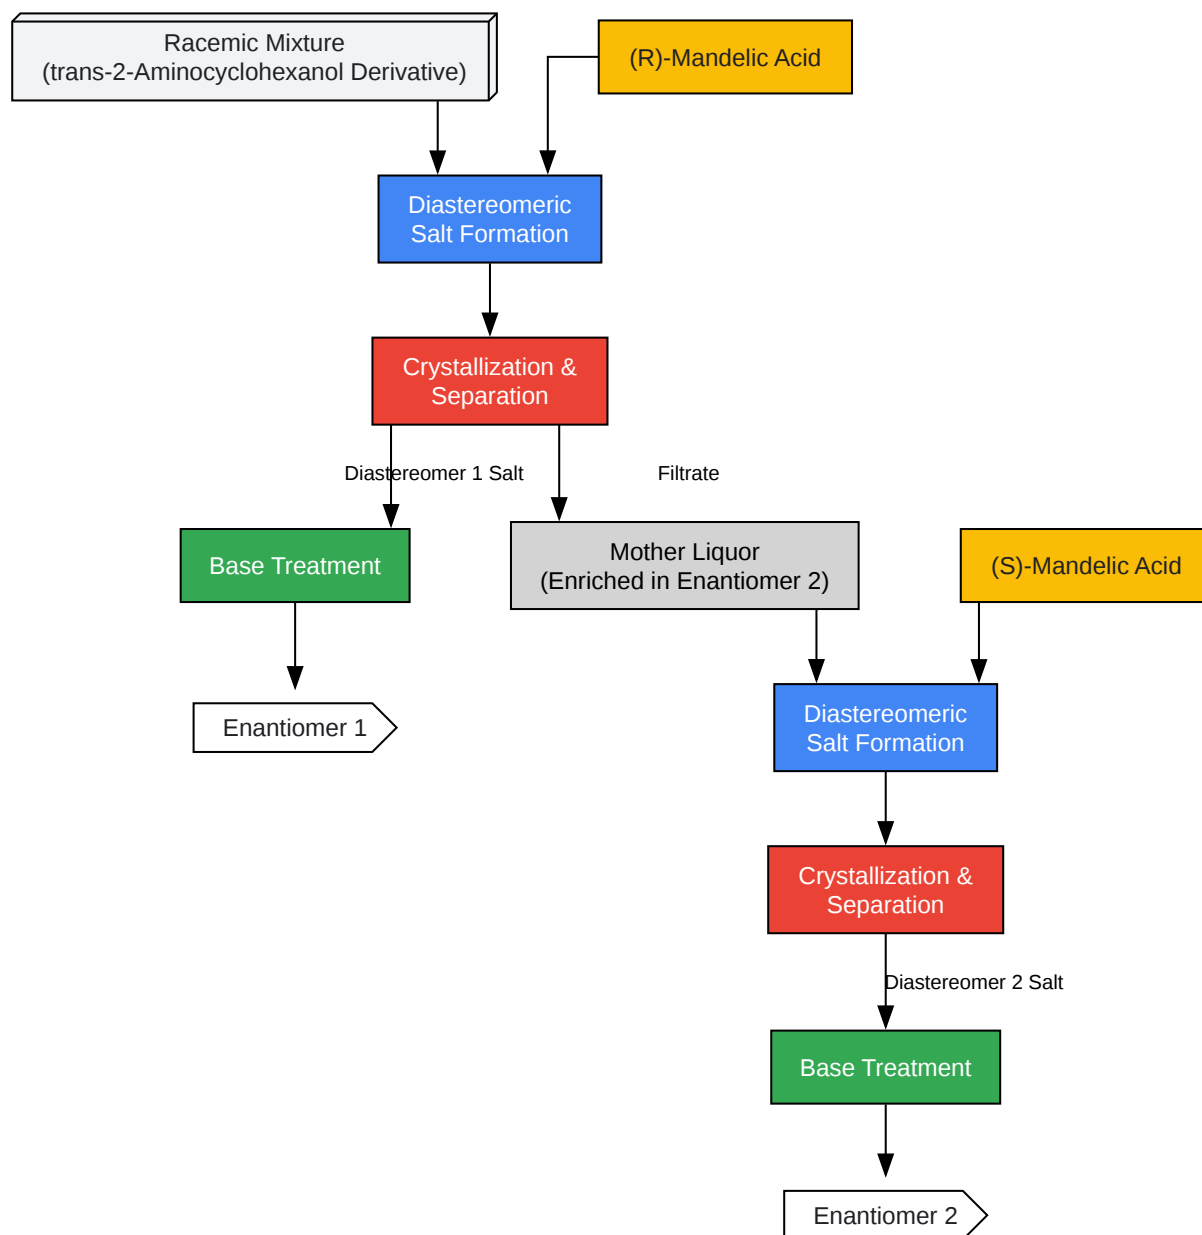 Racemic Mixture
(trans-2-Aminocyclohexanol Derivative)
(R)-Mandelic Acid
Diastereomeric
Salt Formation
Crystallization &
Separation
Diastereomer 1 Salt
Filtrate
Base Treatment
Mother Liquor
(Enriched in Enantiomer 2)
(S)-Mandelic Acid
Enantiomer 1
Diastereomeric
Salt Formation
Crystallization &
Separation
Diastereomer 2 Salt
Base Treatment
Enantiomer 2